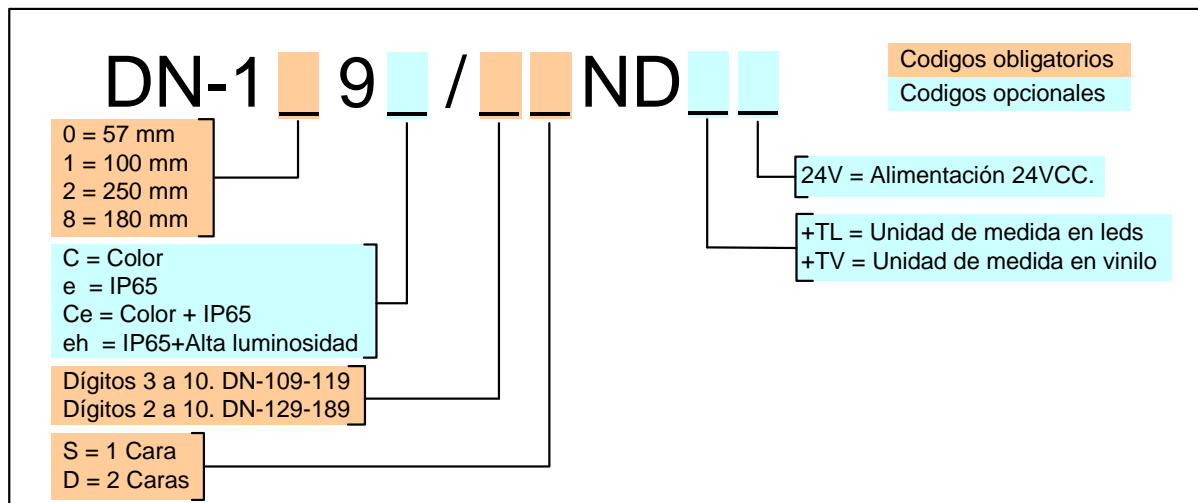 DN-1_ 9_ / _ _ ND_ _
Codigos obligatorios
Codigos opcionales
0 = 57 mm
1 = 100 mm
2 = 250 mm
8 = 180 mm
24V = Alimentación 24VCC.
+TL = Unidad de medida en leds
+TV = Unidad de medida en vinilo
C = Color
e = IP65
Ce = Color + IP65
eh = IP65+Alta luminosidad
Dígitos 3 a 10. DN-109-119
Dígitos 2 a 10. DN-129-189
S = 1 Cara
D = 2 Caras